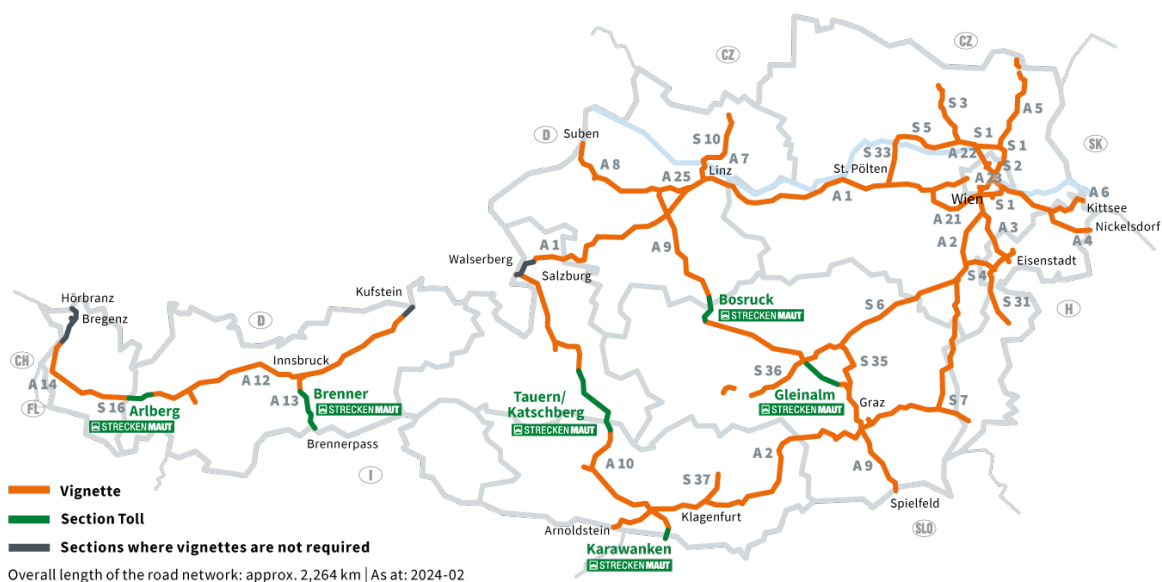 CZ
CZ
S 3
A 5
D
Suben
S 10
A 7
S 5
S 1
S 1
SK
A 8
A 25
Linz
S 33
A 22
S 2
St. Pölten
A 23
A 1
Wien
S 1
A 6
Kittsee
A 21
A 3
Nickelsdorf
A 4
A 1
A 9
A 2
Walserberg
Salzburg
Eisenstadt
S 4
Kufstein
Hörbranz
Bregenz
D
Bosruck
STRECKENMAUT
S 6
S 31
H
CH
Innsbruck
S 35
A 14
A 12
S 36
FL
S 16
Arlberg
STRECKENMAUT
A 13
Brenner
STRECKENMAUT
Tauern/
Katschberg
STRECKENMAUT
Gleinalm
STRECKENMAUT
Graz
S 7
Brennerpass
A 2
A 10
A 9
I
S 37
Vignette
Spielfeld
Section Toll
Klagenfurt
Arnoldstein
SLO
Sections where vignettes are not required
Karawanken
STRECKENMAUT
Overall length of the road network: approx. 2,264 km | As at: 2024-02